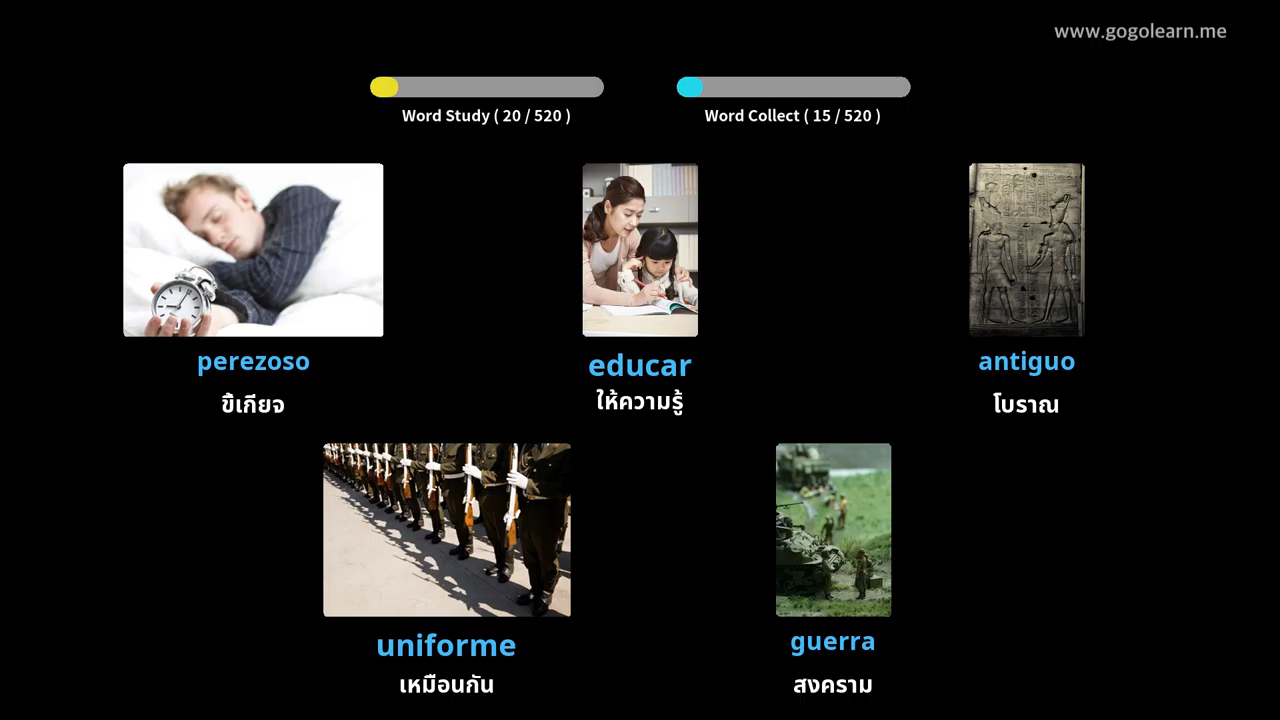 www.gogolearn.me
Word Study ( 20 / 520 )
Word Collect ( 15 / 520 )
perezoso
educar
antiguo
ขี้เกียจ
ให้ความรู้
โบราณ
uniforme
guerra
เหมือนกัน
สงคราม